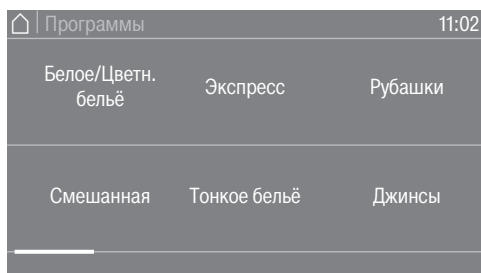 Программы 11:02
Белое/Цветн.
бельё
Экспресс
Рубашки
Смешанная
Тонкое бельё
Джинсы